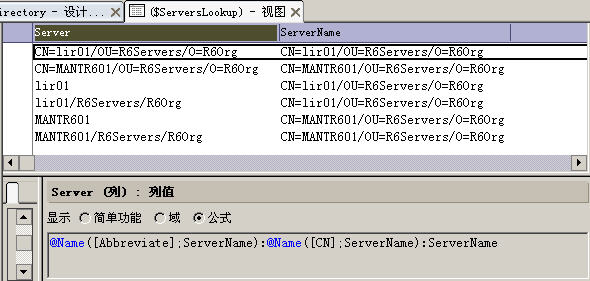 irectory - 设计...
($ServersLookup) - 视图
Server ServerName
CN=lir01/OU=R6Servers/O=R6Org CN=lir01/OU=R6Servers/O=R6Org
CN=MANTR601/OU=R6Servers/O=R6Org CN=MANTR601/OU=R6Servers/O=R6Org
lir01 CN=lir01/OU=R6Servers/O=R6Org
lir01/R6Servers/R6Org CN=lir01/OU=R6Servers/O=R6Org
MANTR601 CN=MANTR601/OU=R6Servers/O=R6Org
MANTR601/R6Servers/R6Org CN=MANTR601/OU=R6Servers/O=R6Org
Server (列) : 列值
显示 简单功能 域 公式
@Name([Abbreviate];ServerName):@Name([CN];ServerName):ServerName